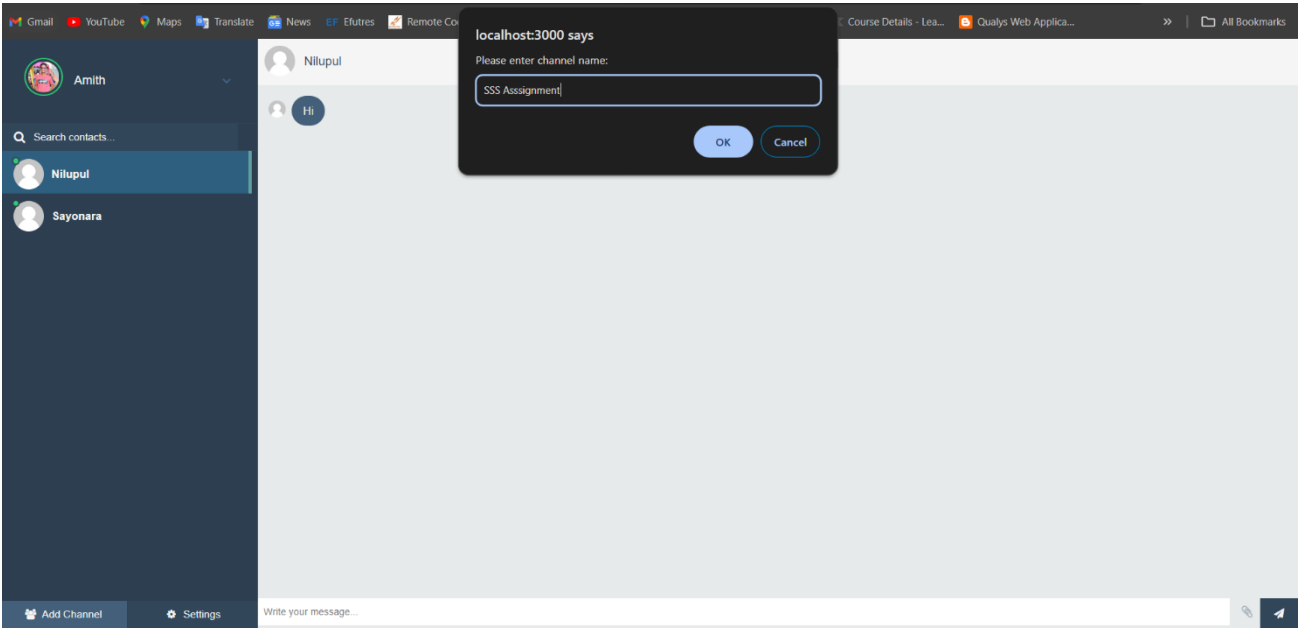 Gmail YouTube Maps Translate News EF Efutres Remote Co Course Details - Lea... Qualys Web Applica... » All Bookmarks
localhost:3000 says
Please enter channel name:
SSS Asssignment
OK Cancel
Amith
Search contacts...
Nilupul
Sayonara
Nilupul
Hi
Add Channel Settings
Write your message...